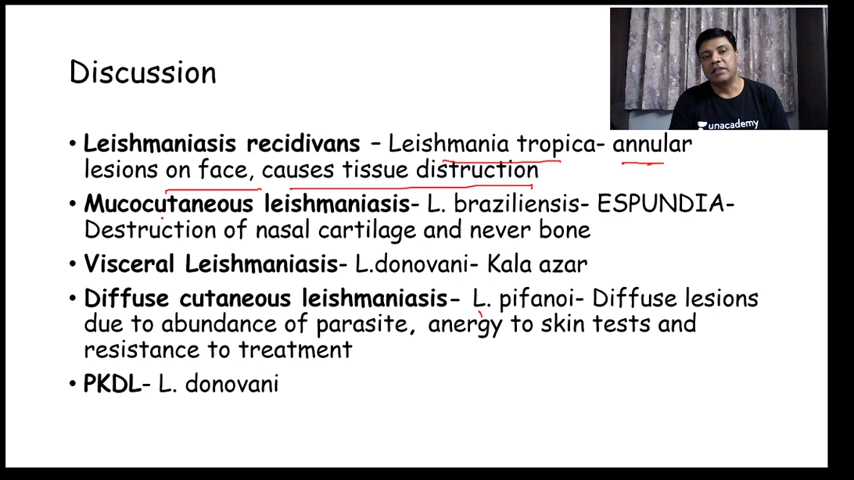 Discussion
unacademy
• Leishmaniasis recidivans – Leishmania tropica- annular
lesions on face, causes tissue distruction
• Mucocutaneous leishmaniasis- L. braziliensis- ESPUNDIA-
Destruction of nasal cartilage and never bone
• Visceral Leishmaniasis- L.donovani- Kala azar
• Diffuse cutaneous leishmaniasis- L. pifanoi- Diffuse lesions
due to abundance of parasite, anergy to skin tests and
resistance to treatment
• PKDL- L. donovani